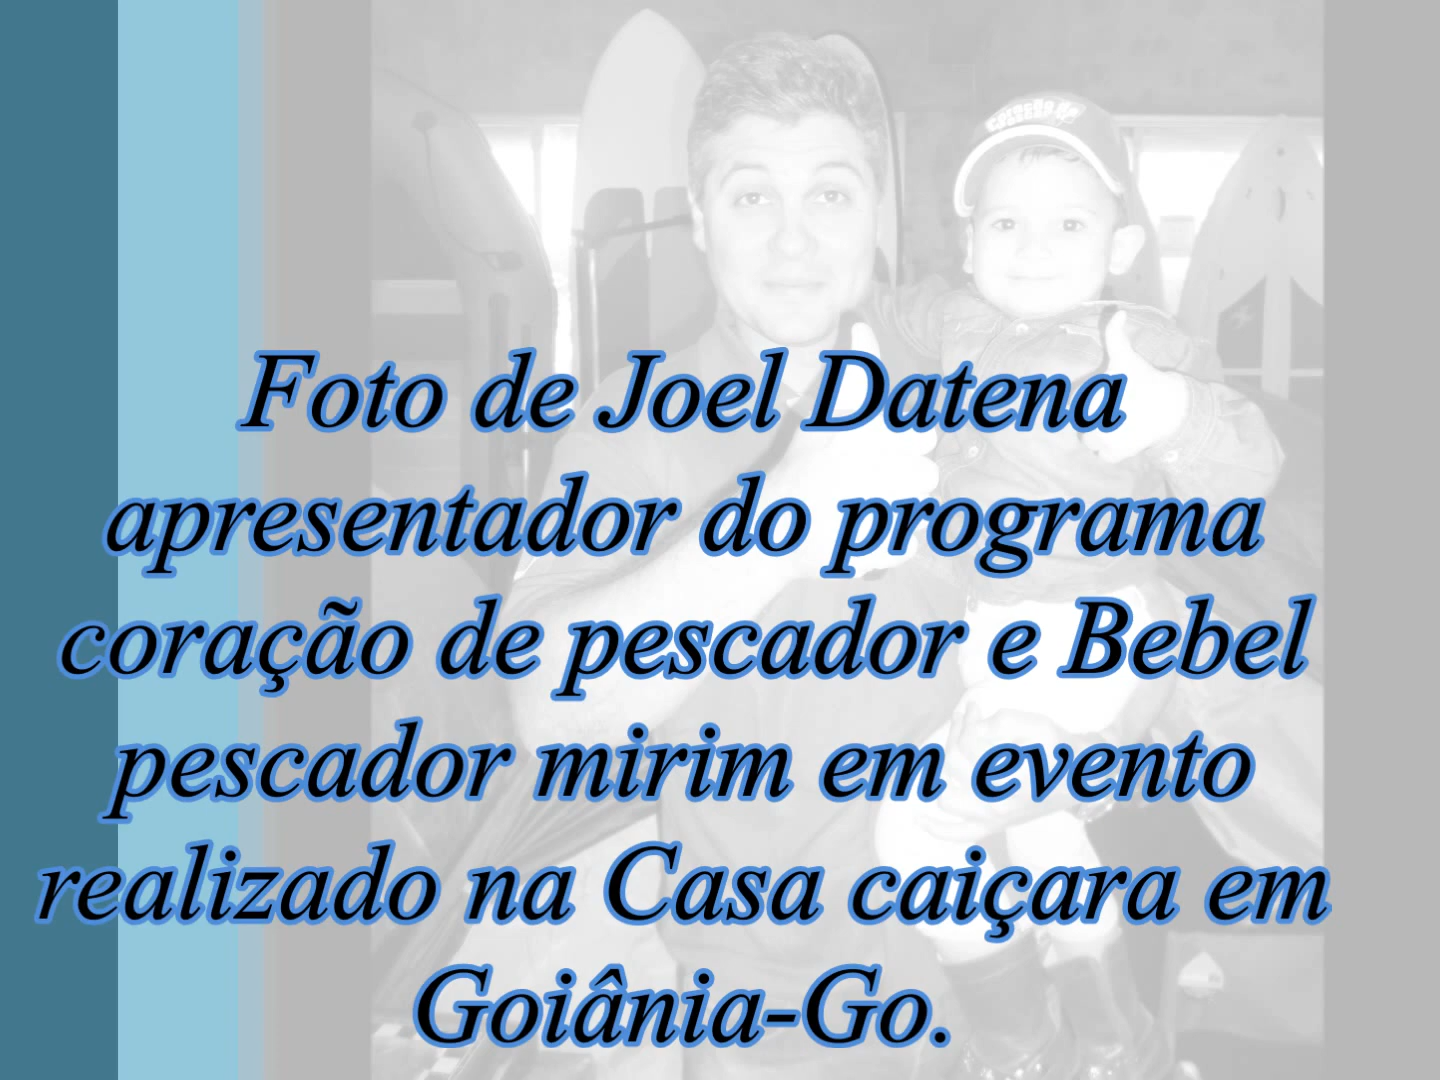 Foto de Joel Datena
apresentador do programa
coração de pescador e Bebel
pescador mirim em evento
realizado na Casa caiçara em
Goiânia-Go.